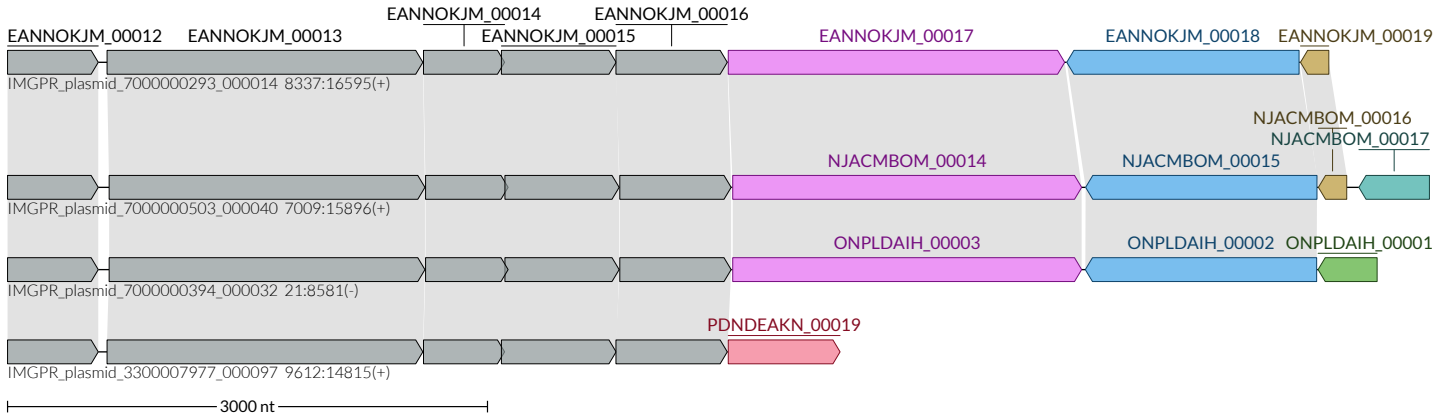 EANNOKJM_00014 EANNOKJM_00016
EANNOKJM_00012 EANNOKJM_00013 EANNOKJM_00015 EANNOKJM_00017 EANNOKJM_00018 EANNOKJM_00019
IMGPR_plasmid_7000000293_000014 8337:16595(+)
NJACMBOM_00016
NJACMBOM_00017
NJACMBOM_00014 NJACMBOM_00015
IMGPR_plasmid_7000000503_000040 7009:15896(+)
ONPLDAIH_00003 ONPLDAIH_00002 ONPLDAIH_00001
IMGPR_plasmid_7000000394_000032 21:8581(-)
PDNDEAKN_00019
IMGPR_plasmid_3300007977_000097 9612:14815(+)
3000 nt